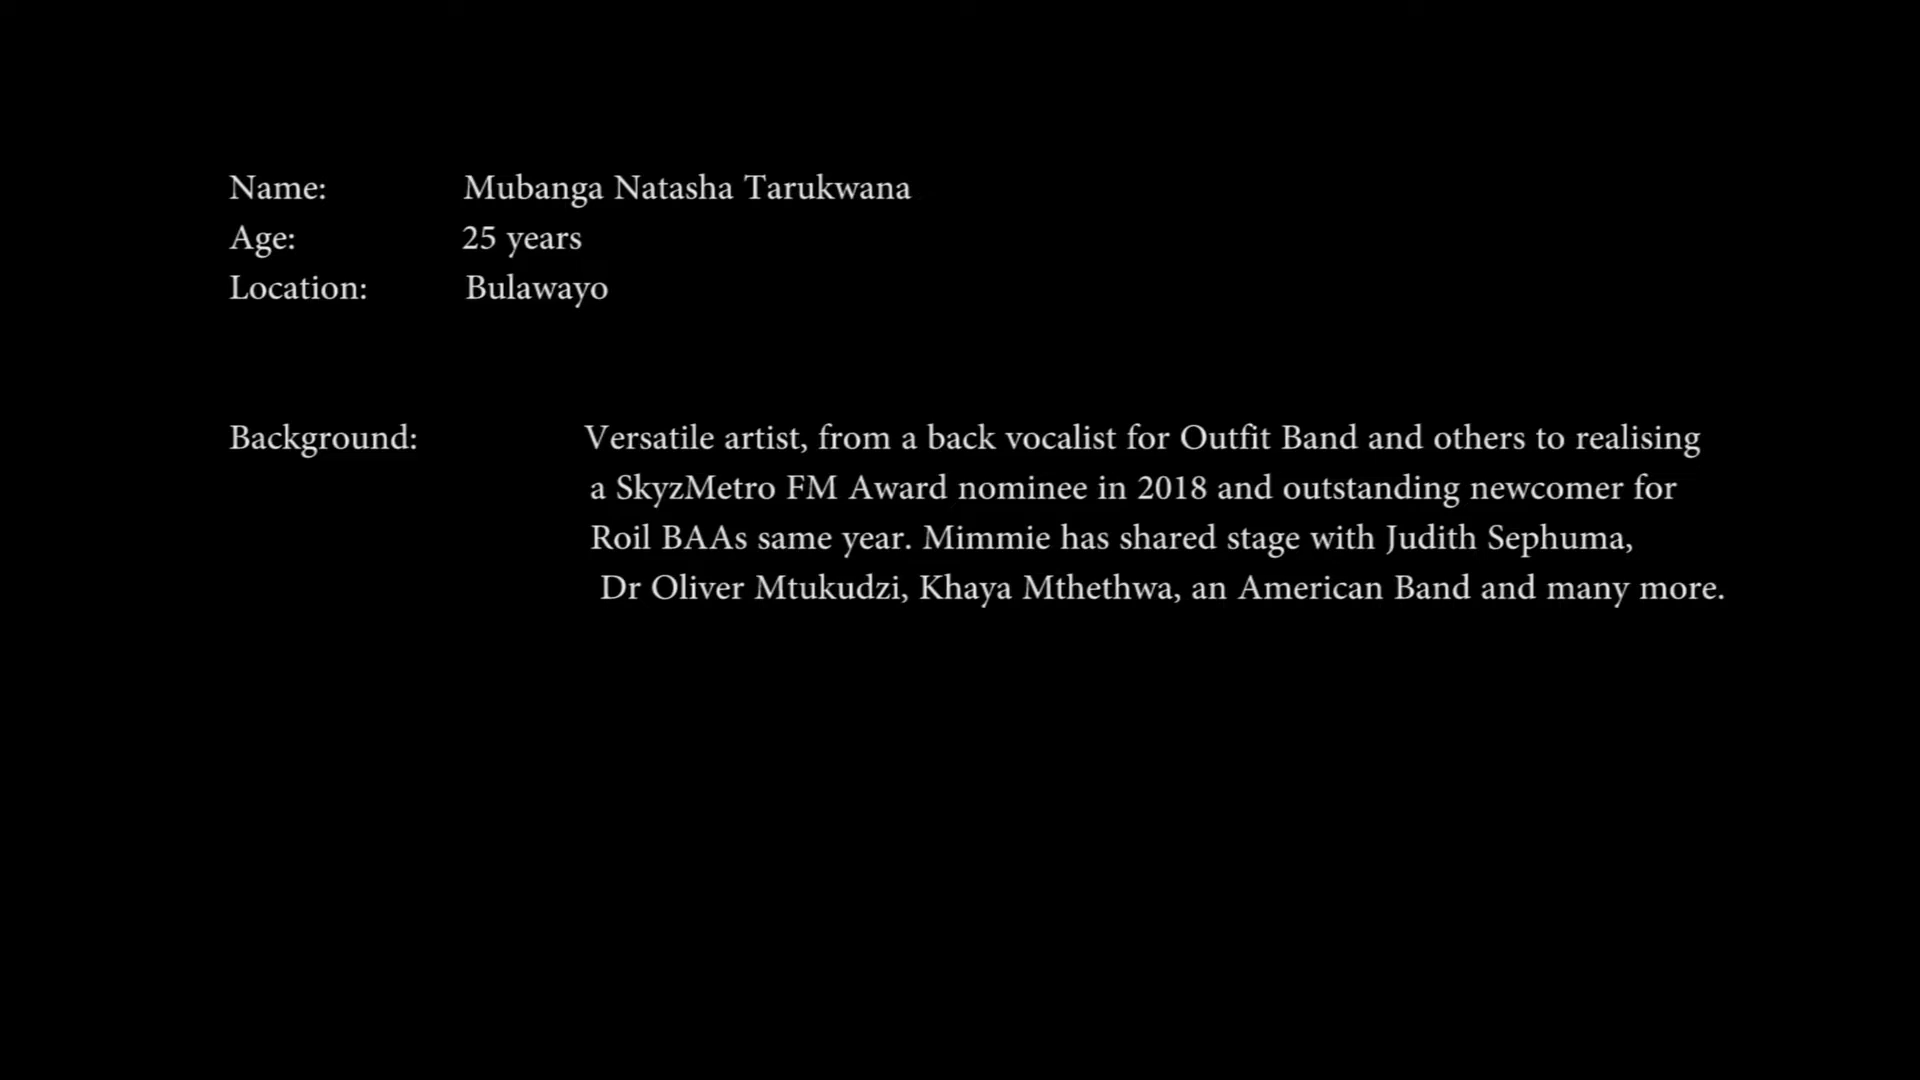 Name: Mubanga Natasha Tarukwana
Age: 25 years
Location: Bulawayo
Background: Versatile artist, from a back vocalist for Outfit Band and others to realising
a SkyzMetro FM Award nominee in 2018 and outstanding newcomer for
Roil BAAs same year. Mimmie has shared stage with Judith Sephuma,
Dr Oliver Mtukudzi, Khaya Mthethwa, an American Band and many more.